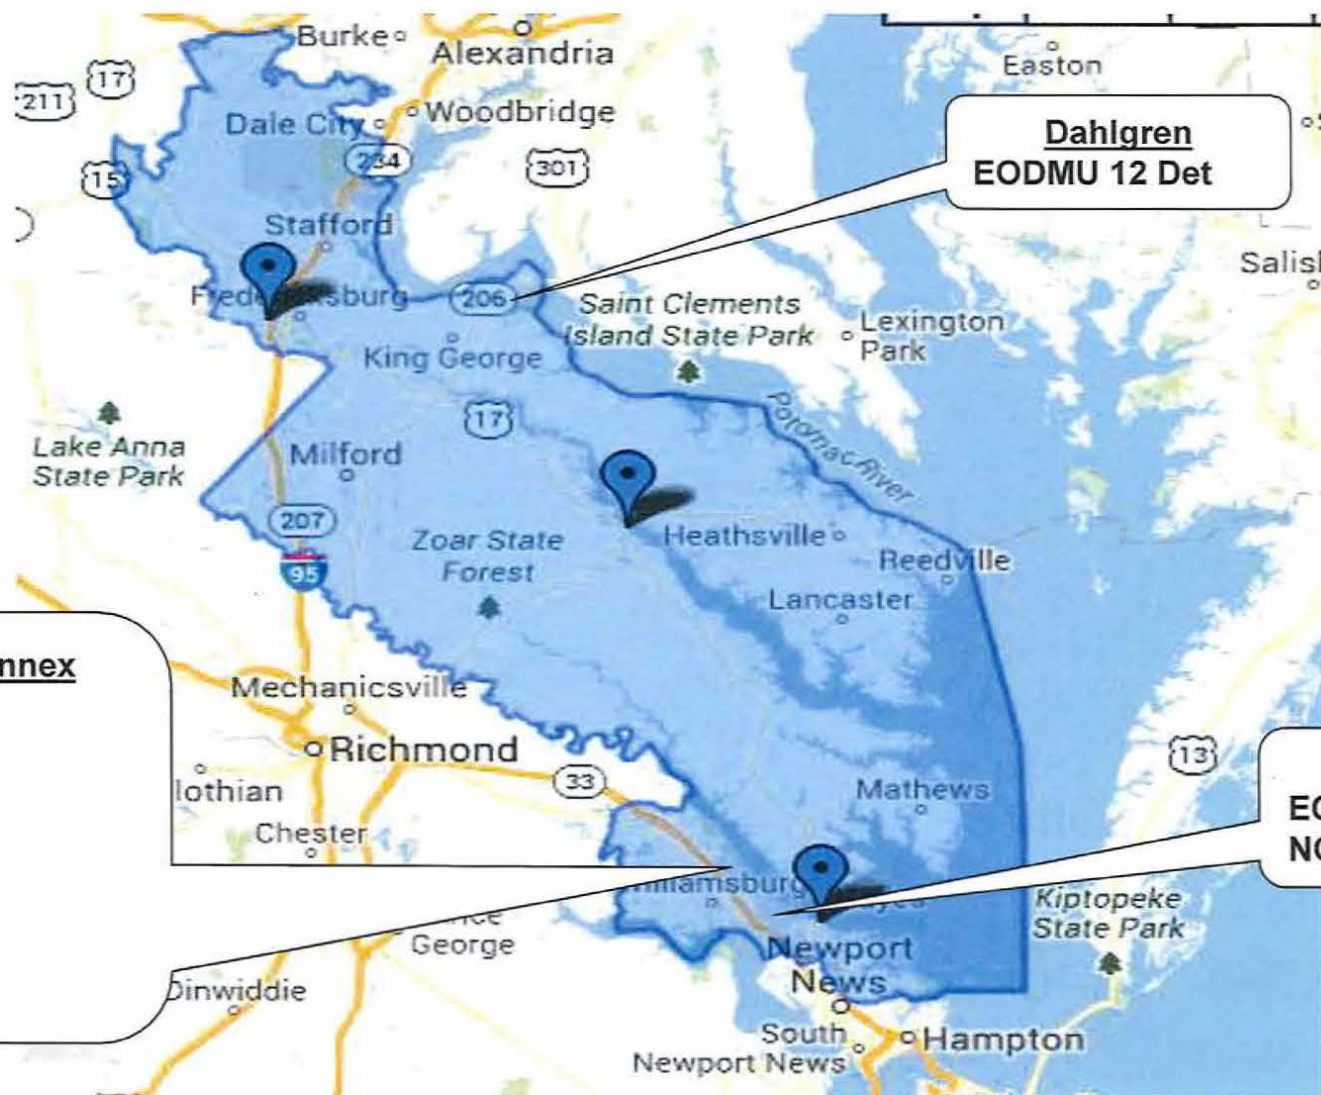 Burke
Alexandria
Easton
17
211
Woodbridge
Dale City
234
301
15
Dahlgren
EODMU 12 Det
Stafford
Fredericksburg
206
Saint Clements
Island State Park
Lexington
Park
King George
17
Potomac River
Lake Anna
State Park
Milford
207
95
Zoar State
Forest
Heathsville
Reedville
Lancaster
nnex
Mechanicsville
Richmond
33
13
lothian
Chester
Mathews
George
Newport
News
Kiptopeke
State Park
Dinwiddie
South
Newport News
Hampton